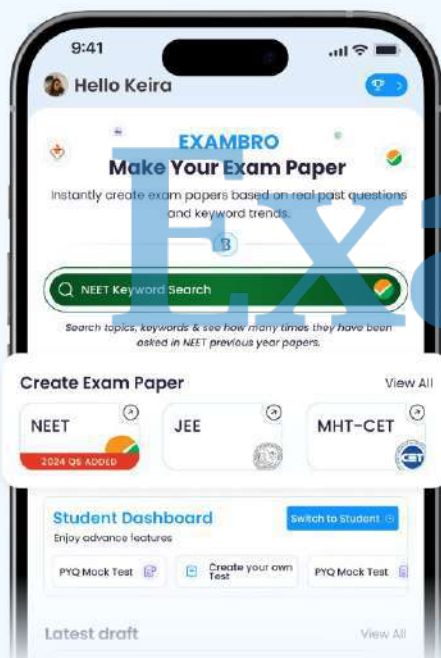 9:41
Hello Keira
EXAMBRO
Make Your Exam Paper
Instantly create exam papers based on real past questions
and keyword trends.
NEET Keyword Search
Search topics, keywords & see how many times they have been
asked in NEET previous year papers.
Exa
Create Exam Paper
View All
NEET
JEE
MHT-CET
2024 QS ADDED
CET
Student Dashboard
Switch to Student
Enjoy advance features
PYQ Mock Test
Create your own
Test
PYQ Mock Test
Latest draft
View All